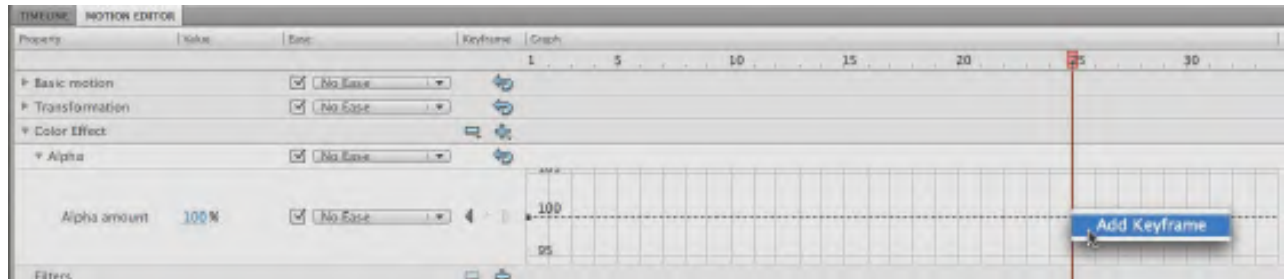 TIMELINE MOTION EDITOR
Property Value Ease Keyframe Graph
1 5 10 15 20 25 30
Basic motion No Ease
Transformation No Ease
Color Effect
Alpha No Ease
105
Alpha amount 100 % No Ease 100
Add Keyframe
95
Filters